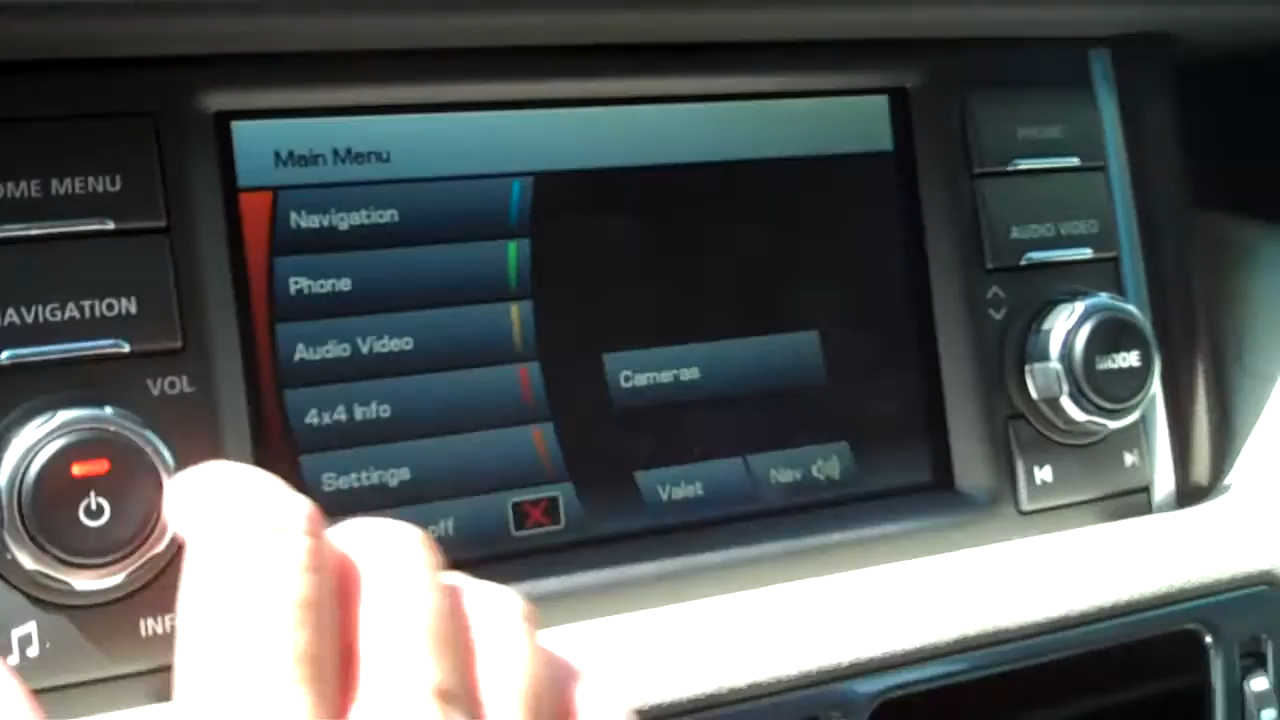 OME MENU
NAVIGATION
VOL
INF
Main Menu
Navigation
Phone
Audio Video
4x4 Info
Settings
off
Cameras
Valet
Nav
PHONE
AUDIO VIDEO
MODE